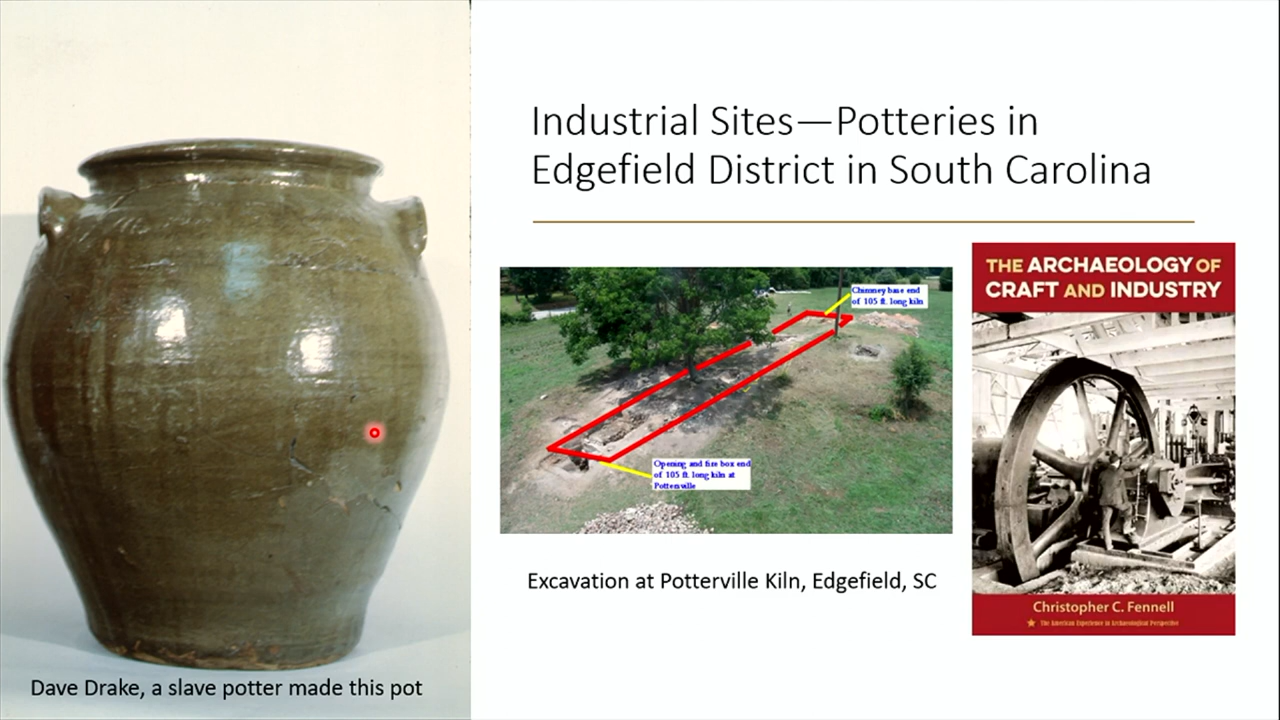 Industrial Sites—Potteries in
Edgefield District in South Carolina
Chimney base end
of 105 ft. long kiln
Opening and fire box end
of 105 ft. long kiln at
Pottersville
THE ARCHAEOLOGY OF
CRAFT AND INDUSTRY
Christopher C. Fennell
The American Experience in Archaeological Perspective
Excavation at Potterville Kiln, Edgefield, SC
Dave Drake, a slave potter made this pot